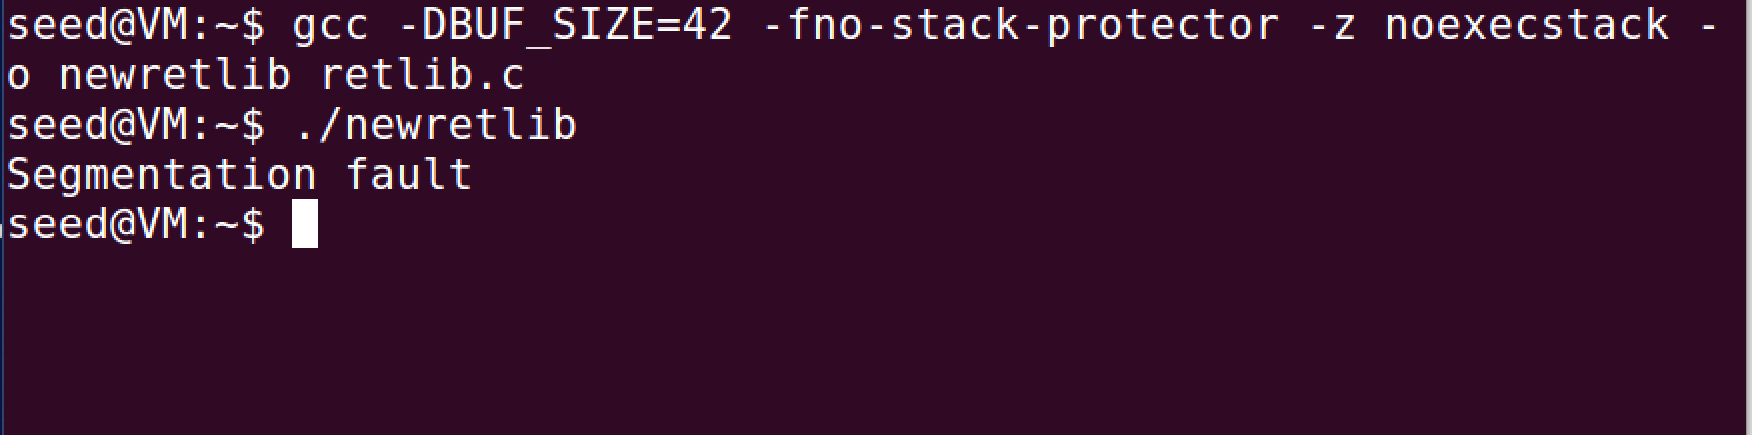 seed@VM:~$ gcc -DBUF_SIZE=42 -fno-stack-protector -z noexecstack -
o newretlib retlib.c
seed@VM:~$ ./newretlib
Segmentation fault
seed@VM:~$